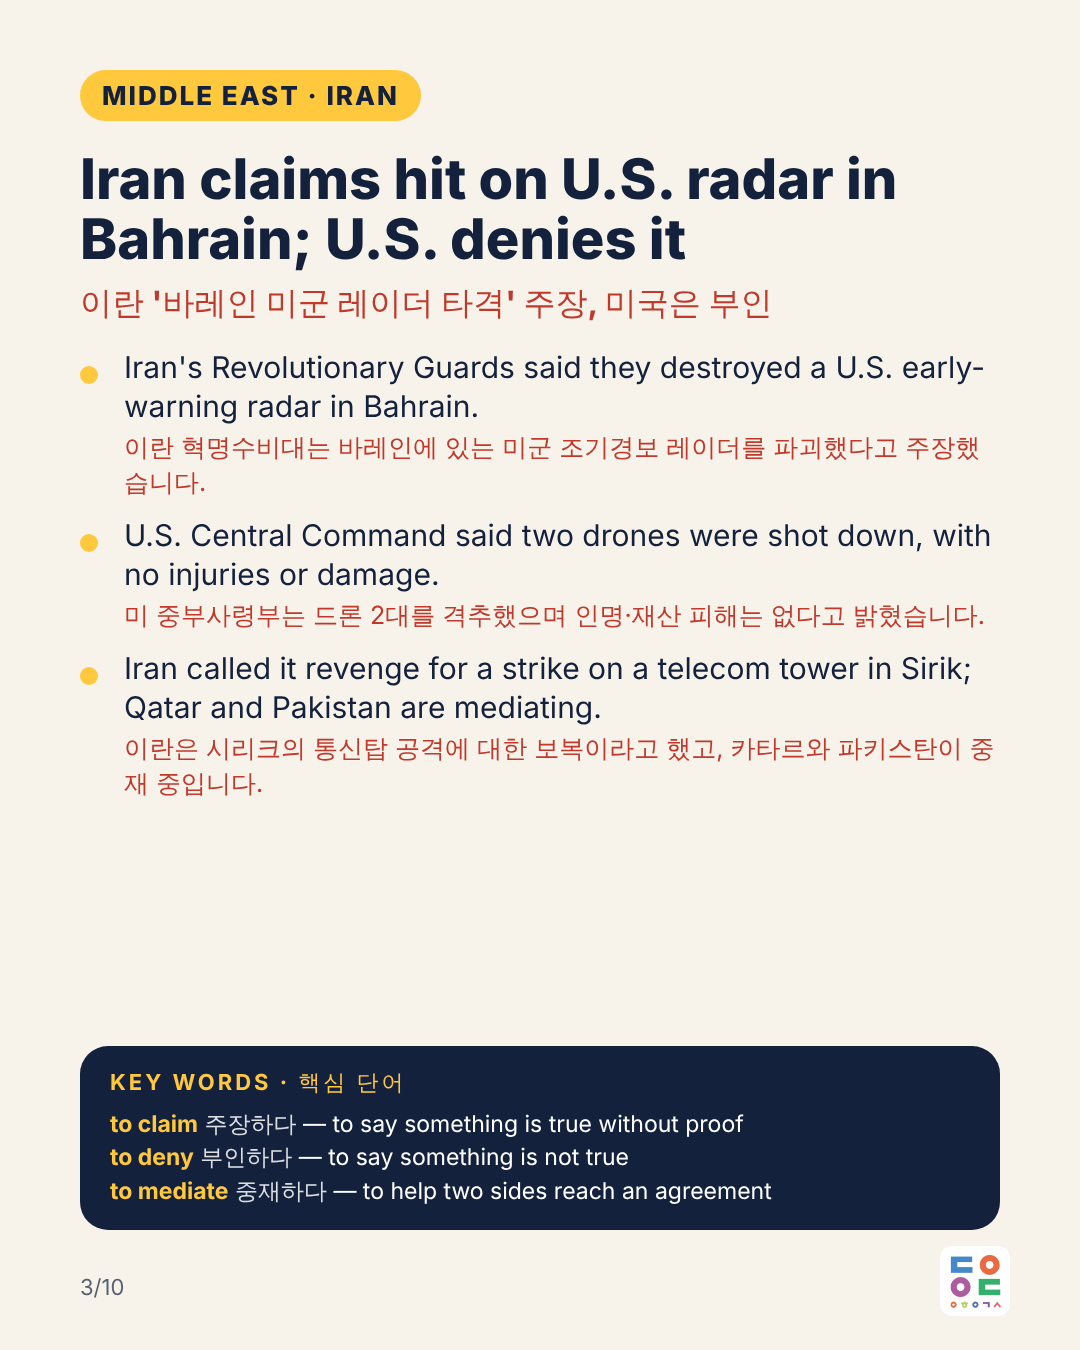 MIDDLE EAST · IRAN
Iran claims hit on U.S. radar in
Bahrain; U.S. denies it
이란 '바레인 미군 레이더 타격' 주장, 미국은 부인
Iran's Revolutionary Guards said they destroyed a U.S. early-
warning radar in Bahrain.
이란 혁명수비대는 바레인에 있는 미군 조기경보 레이더를 파괴했다고 주장했
습니다.
U.S. Central Command said two drones were shot down, with
no injuries or damage.
미 중부사령부는 드론 2대를 격추했으며 인명·재산 피해는 없다고 밝혔습니다.
Iran called it revenge for a strike on a telecom tower in Sirik;
Qatar and Pakistan are mediating.
이란은 시리크의 통신탑 공격에 대한 보복이라고 했고, 카타르와 파키스탄이 중
재 중입니다.
KEY WORDS · 핵심 단어
to claim 주장하다 — to say something is true without proof
to deny 부인하다 — to say something is not true
to mediate 중재하다 — to help two sides reach an agreement
3/10